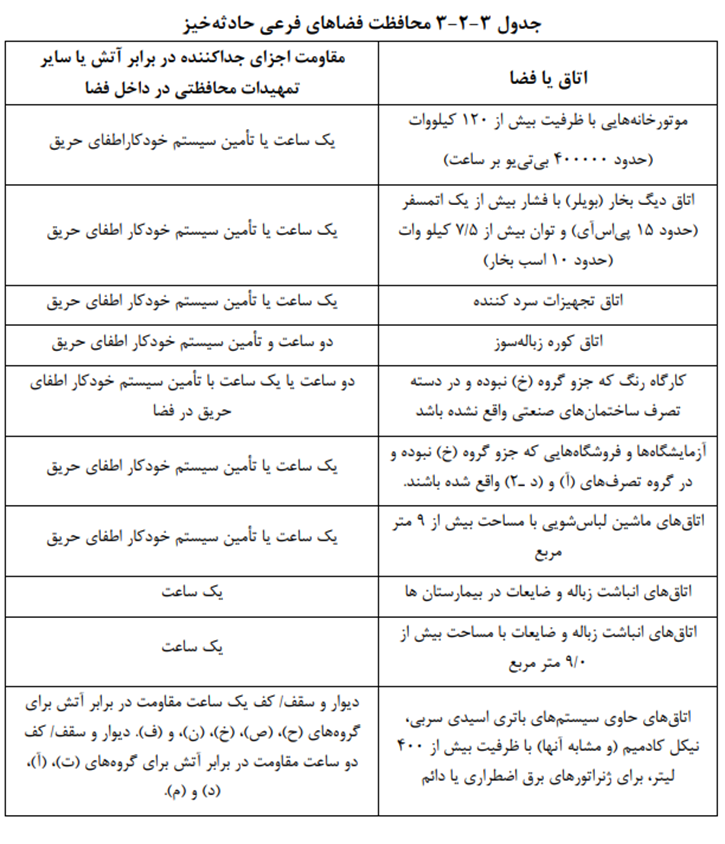 جدول ۳-۲-۳ محافظت فضاهای فرعی حادثه‌خیز
اتاق یا فضا
مقاومت اجزای جداکننده در برابر آتش یا سایر
تمهیدات محافظتی در داخل فضا
موتورخانه‌هایی با ظرفیت بیش از ۱۲۰ کیلووات
(حدود ۴۰۰۰۰۰ بی‌تی‌یو بر ساعت)
یک ساعت یا تأمین سیستم خودکاراطفای حریق
اتاق دیگ بخار (بویلر) با فشار بیش از یک اتمسفر
(حدود ۱۵ پی‌اس‌آی) و توان بیش از ۷/۵ کیلو وات
(حدود ۱۰ اسب بخار)
یک ساعت یا تأمین سیستم خودکار اطفای حریق
اتاق تجهیزات سرد کننده
یک ساعت یا تأمین سیستم خودکار اطفای حریق
اتاق کوره زباله‌سوز
دو ساعت و تأمین سیستم خودکار اطفای حریق
کارگاه رنگ که جزو گروه (خ) نبوده و در دسته
تصرف ساختمان‌های صنعتی واقع نشده باشد
دو ساعت یا یک ساعت با تأمین سیستم خودکار اطفای
حریق در فضا
آزمایشگاه‌ها و فروشگاه‌هایی که جزو گروه (خ) نبوده و
در گروه تصرف‌های (آ) و (د -۲) واقع شده باشند.
یک ساعت یا تأمین سیستم خودکار اطفای حریق
اتاق‌های ماشین لباس‌شویی با مساحت بیش از ۹ متر
مربع
یک ساعت یا تأمین سیستم خودکار اطفای حریق
اتاق‌های انباشت زباله و ضایعات در بیمارستان ها
یک ساعت
اتاق‌های انباشت زباله و ضایعات با مساحت بیش از
۹/۰ متر مربع
یک ساعت
اتاق‌های حاوی سیستم‌های باتری اسیدی سربی،
نیکل کادمیم (و مشابه آنها) با ظرفیت بیش از ۴۰۰
لیتر، برای ژنراتورهای برق اضطراری یا دائم
دیوار و سقف/ کف یک ساعت مقاومت در برابر آتش برای
گروه‌های (ح)، (ص)، (خ)، (ن)، و (ف). دیوار و سقف/ کف
دو ساعت مقاومت در برابر آتش برای گروه‌های (ت)، (آ)،
(د) و (م).